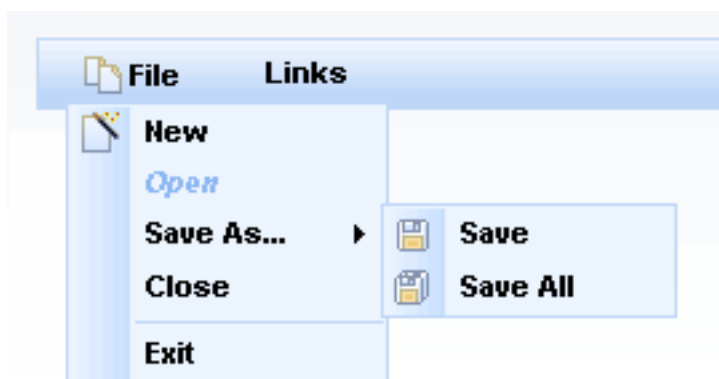 File Links
New
Open
Save As...
Save
Close
Save All
Exit